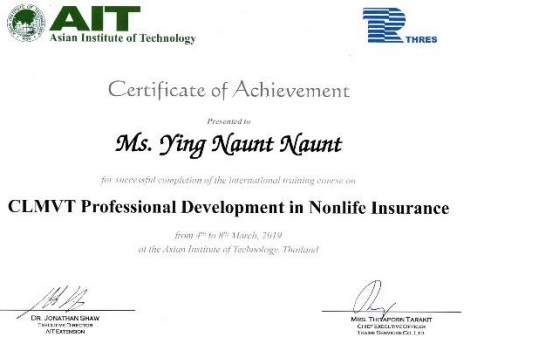 AIT
Asian Institute of Technology
THRES
Certificate of Achievement
Presented to
Ms. Ying Naunt Naunt
for successful completion of the international training course on
CLMVT Professional Development in Nonlife Insurance
from 4th to 8th March, 2019
at the Asian Institute of Technology, Thailand
DR. JONATHAN SHAW
EXECUTIVE DIRECTOR
AIT EXTENSION
CHIEF EXECUTIVE OFFICER